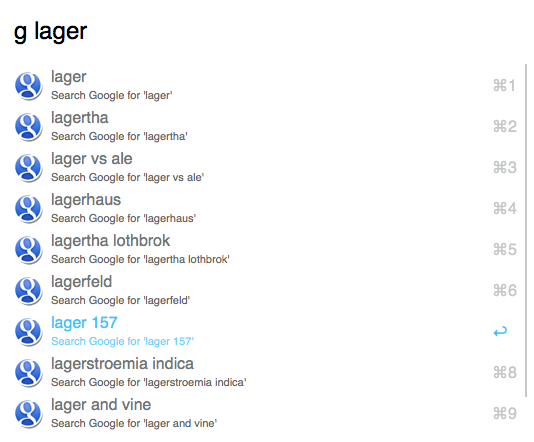 g lager
lager
Search Google for 'lager'
⌘1
lagertha
Search Google for 'lagertha'
⌘2
lager vs ale
Search Google for 'lager vs ale'
⌘3
lagerhaus
Search Google for 'lagerhaus'
⌘4
lagertha lothbrok
Search Google for 'lagertha lothbrok'
⌘5
lagerfeld
Search Google for 'lagerfeld'
⌘6
lager 157
Search Google for 'lager 157'
↩
lagerstroemia indica
Search Google for 'lagerstroemia indica'
⌘8
lager and vine
Search Google for 'lager and vine'
⌘9